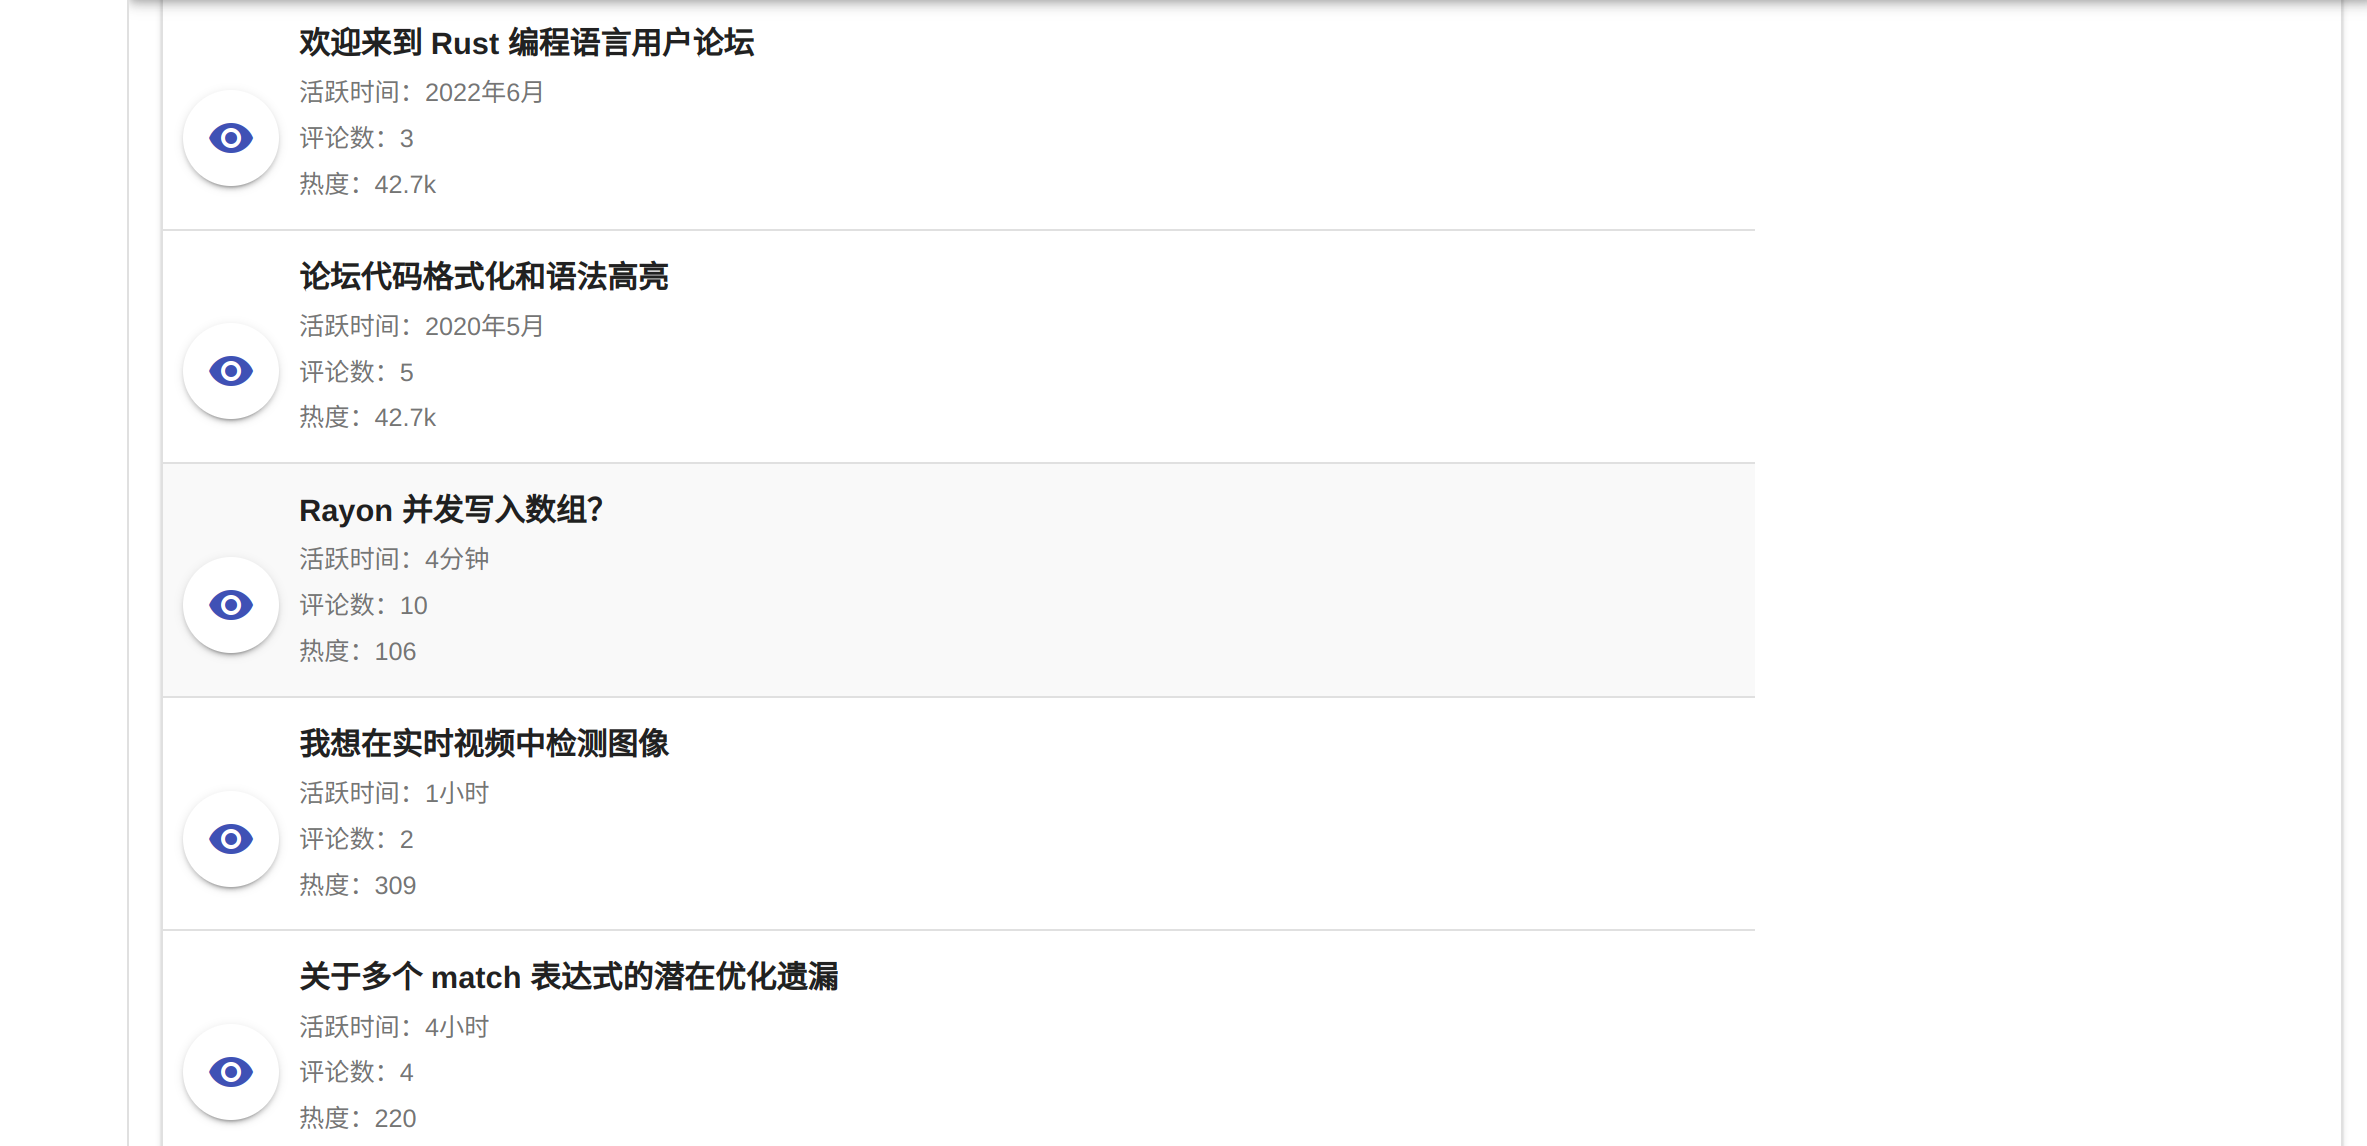 欢迎来到 Rust 编程语言用户论坛
活跃时间：2022年6月
评论数：3
热度：42.7k
论坛代码格式化和语法高亮
活跃时间：2020年5月
评论数：5
热度：42.7k
Rayon 并发写入数组？
活跃时间：4分钟
评论数：10
热度：106
我想在实时视频中检测图像
活跃时间：1小时
评论数：2
热度：309
关于多个 match 表达式的潜在优化遗漏
活跃时间：4小时
评论数：4
热度：220